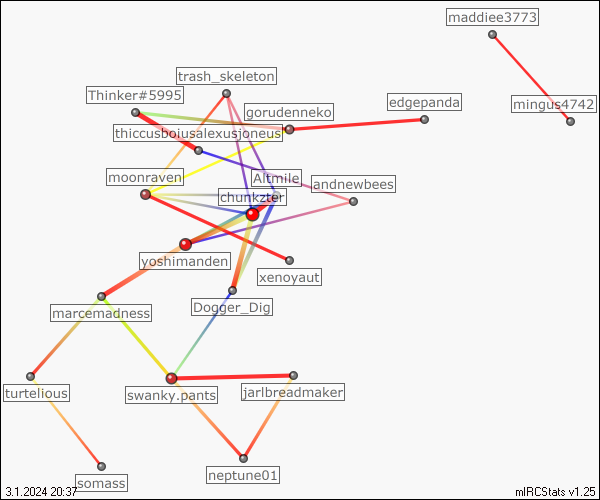 maddiee3773
trash_skeleton
Thinker#5995
edgepanda
mingus4742
gorudenneko
thiccusboiusalexusjoneus
moonraven
Altmile
andnewbees
chunkzter
yoshimanden
xenoyaut
Dogger_Dig
marcemadness
turtelious
swanky.pants
jarlbreadmaker
neptune01
somass
3.1.2024 20:37
mIRCStats v1.25